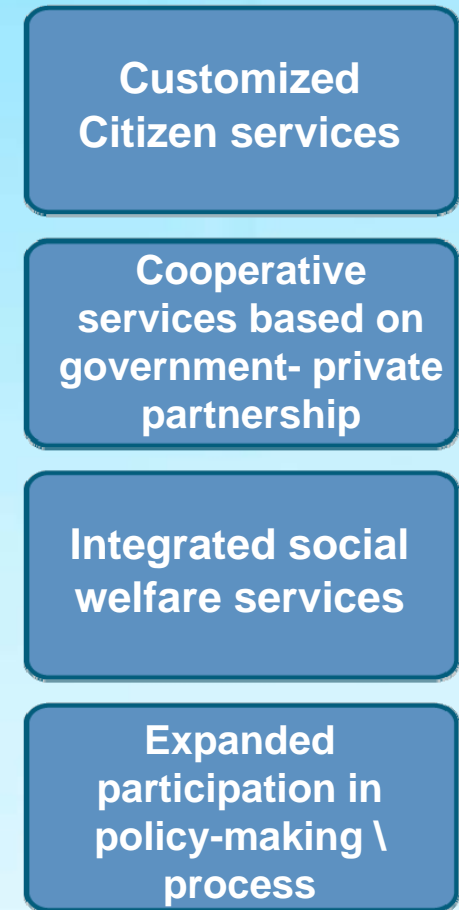 Customized
Citizen services
Cooperative
services based on
government- private
partnership
Integrated social
welfare services
Expanded
participation in
policy-making \
process